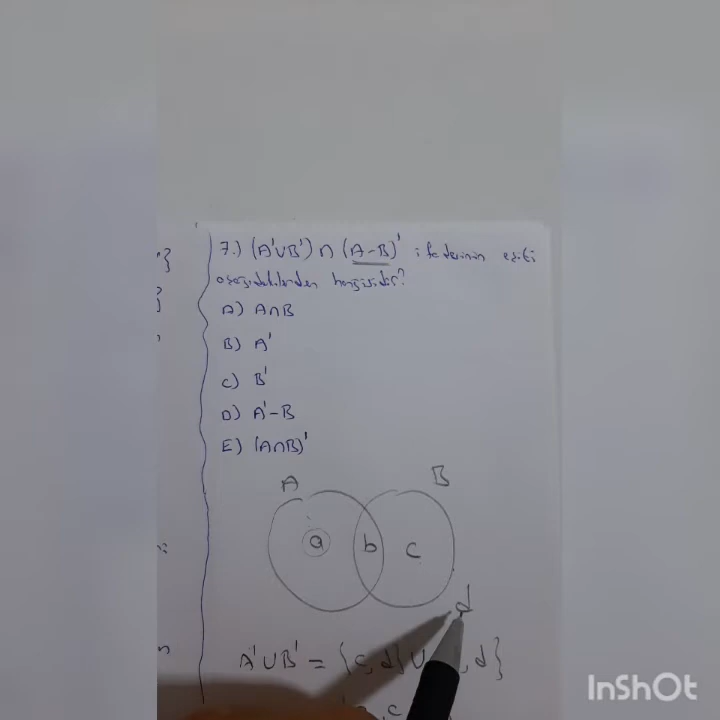 7.) (A'∪B') ∩ (A-B)' ifadesinin eşiti
aşağıdakilerden hangisidir?
A) A∩B
B) A'
C) B'
D) A'-B
E) (A∩B)'
A B
a b c
d
A'∪B' = {c,d}∪ ,d}
, c
InShOt